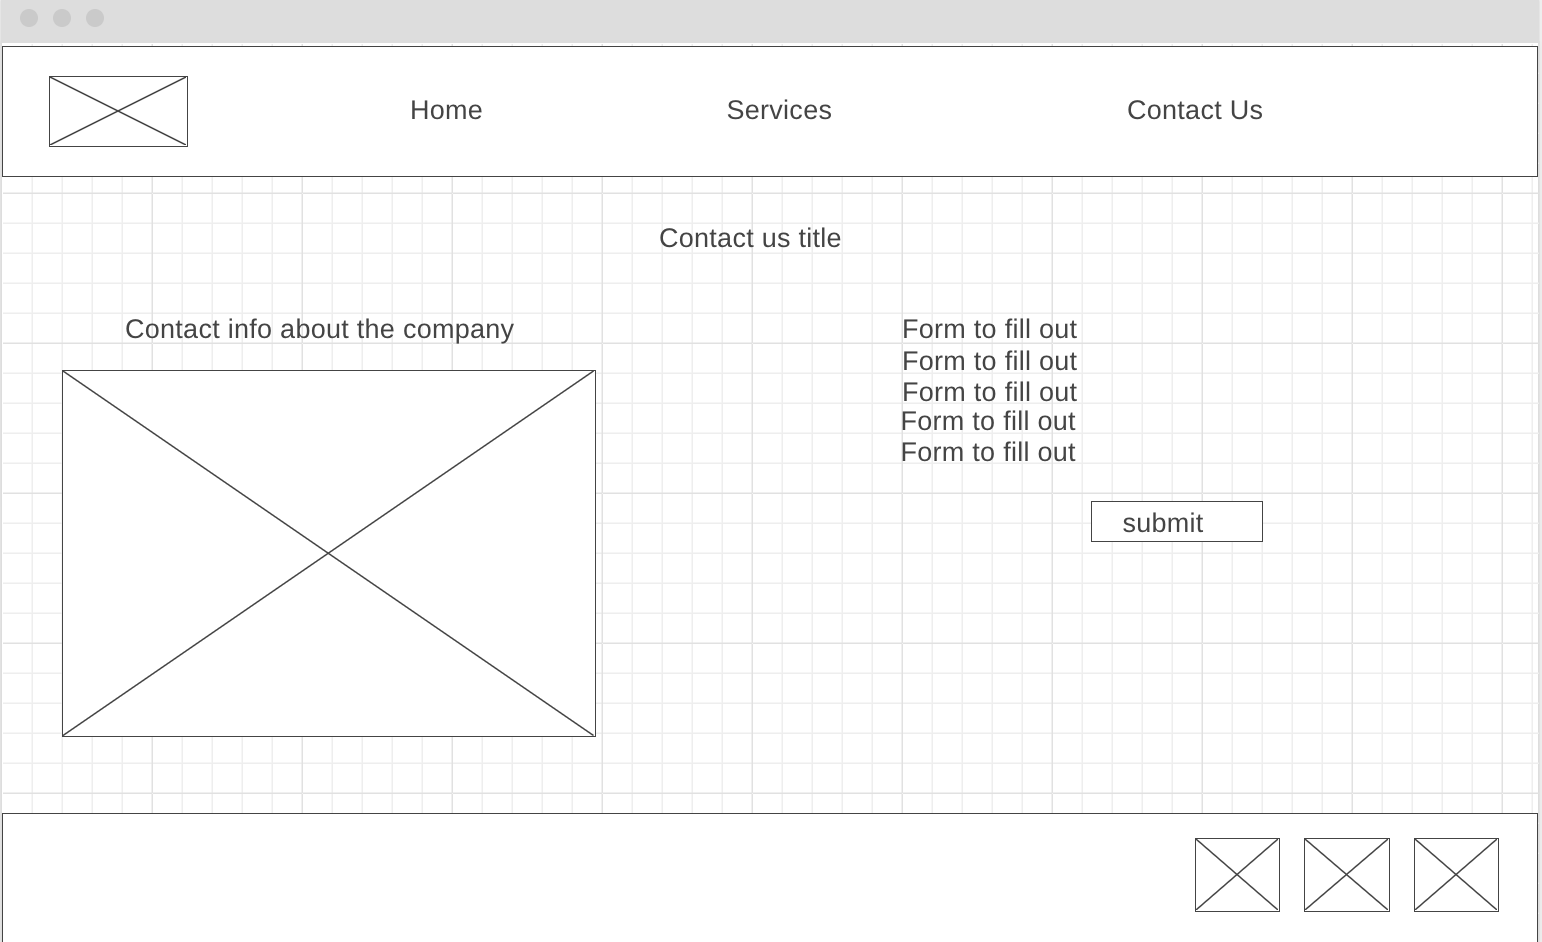 Home
Services
Contact Us
Contact us title
Contact info about the company
Form to fill out
Form to fill out
Form to fill out
Form to fill out
Form to fill out
submit